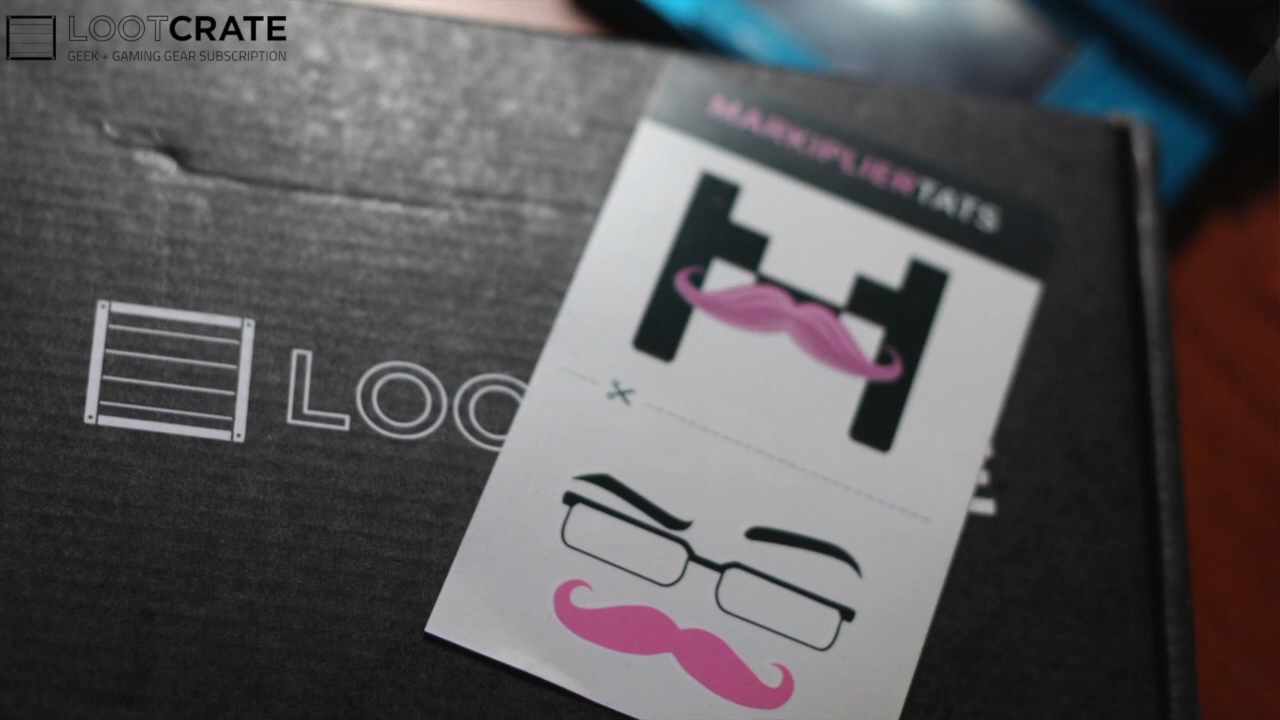 LOOTCRATE
GEEK + GAMING GEAR SUBSCRIPTION
MARKIPLIERTATS
LOO